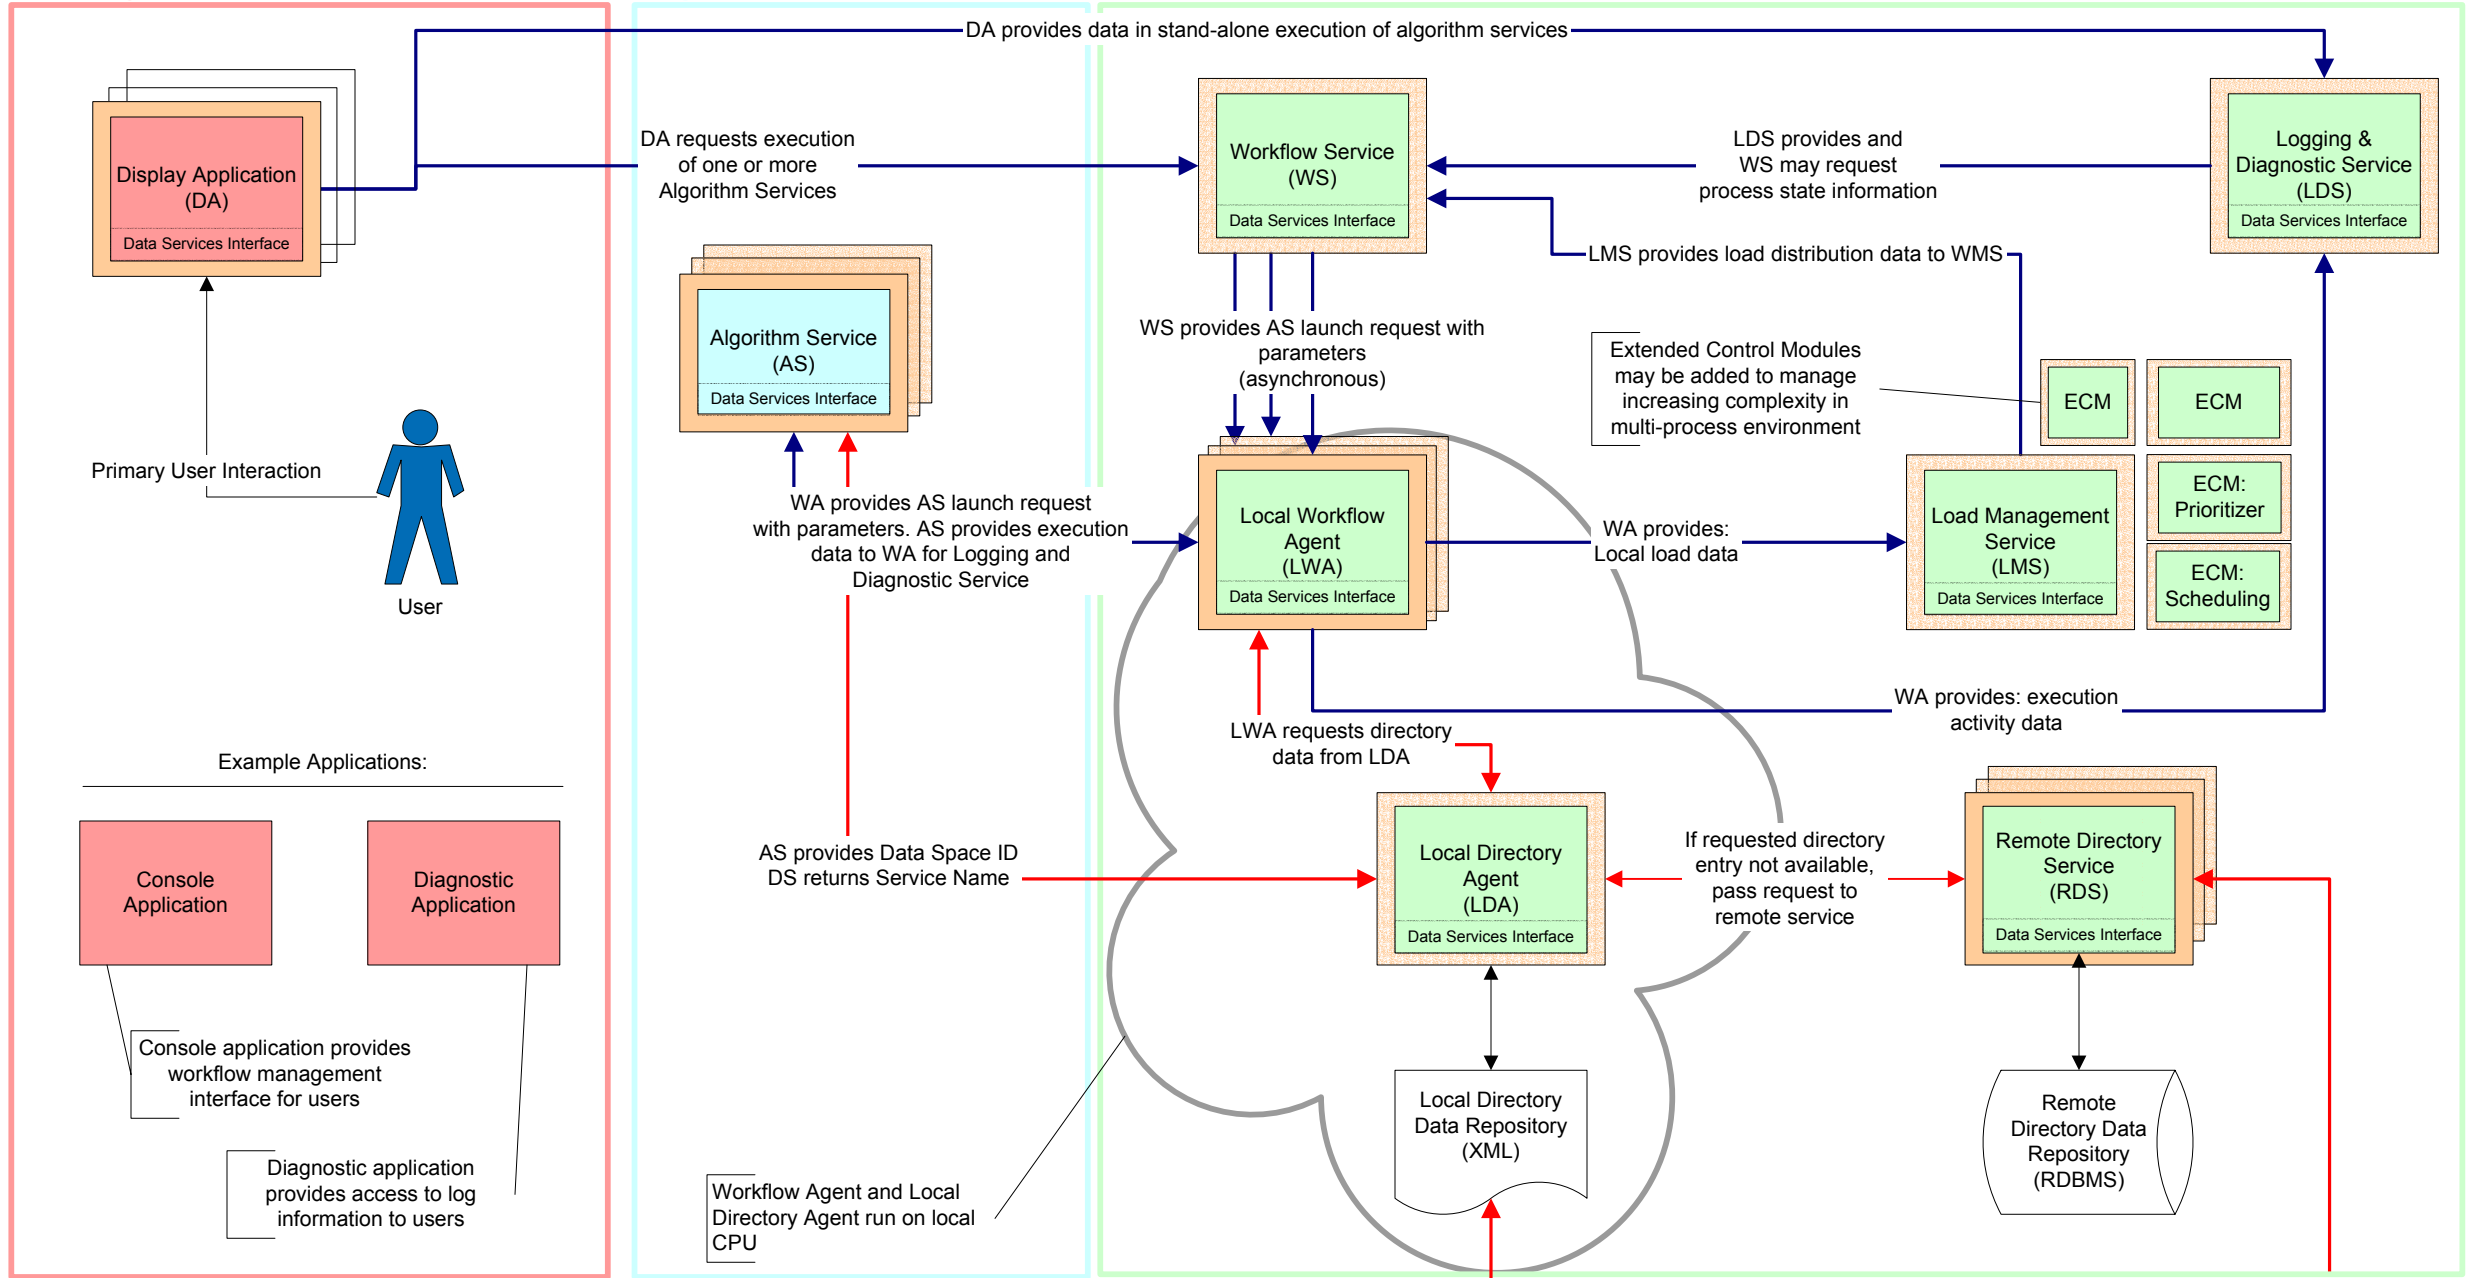 DA provides data in stand-alone execution of algorithm services
Display Application
(DA)
Data Services Interface
DA requests execution
of one or more
Algorithm Services
Workflow Service
(WS)
Data Services Interface
LDS provides and
WS may request
process state information
Logging &
Diagnostic Service
(LDS)
Data Services Interface
LMS provides load distribution data to WMS
Algorithm Service
(AS)
Data Services Interface
WS provides AS launch request with
parameters
(asynchronous)
Extended Control Modules
may be added to manage
increasing complexity in
multi-process environment
ECM
ECM
ECM:
Prioritizer
ECM:
Scheduling
Primary User Interaction
User
WA provides AS launch request
with parameters. AS provides execution
data to WA for Logging and
Diagnostic Service
Local Workflow
Agent
(LWA)
Data Services Interface
WA provides:
Local load data
Load Management
Service
(LMS)
Data Services Interface
WA provides: execution
activity data
LWA requests directory
data from LDA
Example Applications:
Console
Application
Diagnostic
Application
AS provides Data Space ID
DS returns Service Name
Local Directory
Agent
(LDA)
Data Services Interface
If requested directory
entry not available,
pass request to
remote service
Remote Directory
Service
(RDS)
Data Services Interface
Console application provides
workflow management
interface for users
Diagnostic application
provides access to log
information to users
Workflow Agent and Local
Directory Agent run on local
CPU
Local Directory
Data Repository
(XML)
Remote
Directory Data
Repository
(RDBMS)